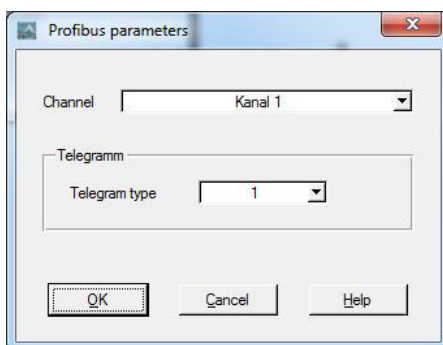 Profibus parameters
Channel Kanal 1
Telegramm
Telegram type 1
OK Cancel Help